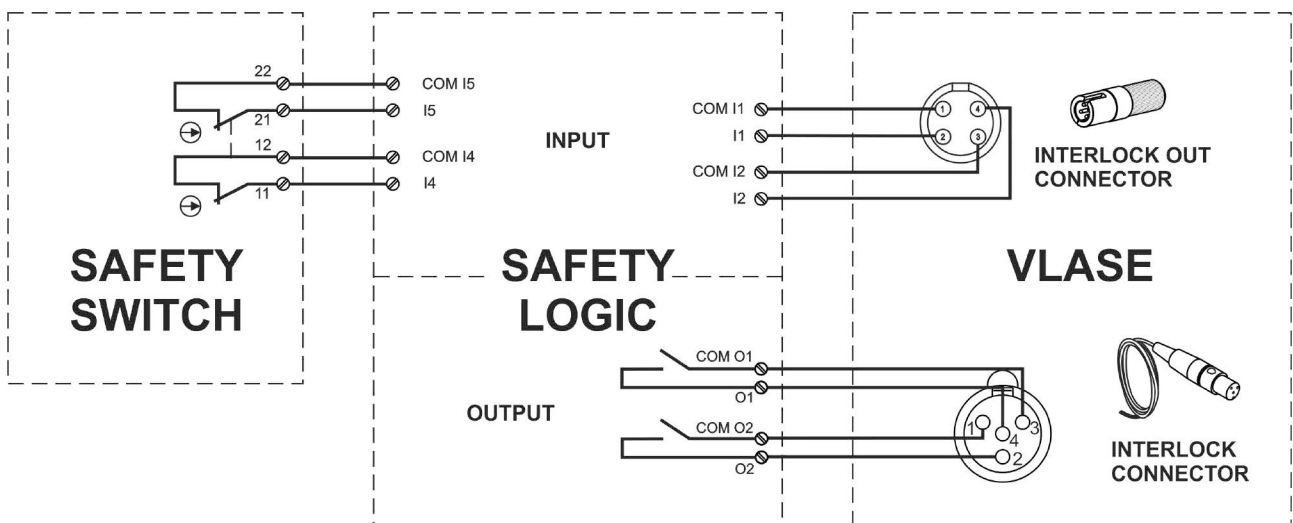 22
COM I5
21
I5
12
COM I4
11
I4
SAFETY
SWITCH
INPUT
COM I1
I1
COM I2
I2
SAFETY
LOGIC
COM O1
O1
OUTPUT
COM O2
O2
1
4
2
3
INTERLOCK OUT
CONNECTOR
VLASE
1
3
4
2
INTERLOCK
CONNECTOR